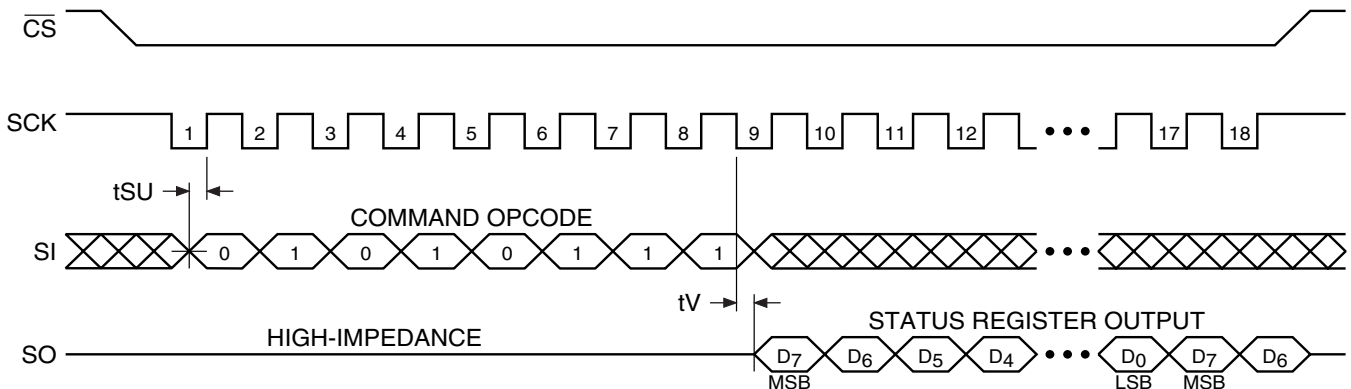 CS
SCK 1 2 3 4 5 6 7 8 9 10 11 12 ••• 17 18
tSU
COMMAND OPCODE
SI 0 1 0 1 0 1 1 1 •••
tV
HIGH-IMPEDANCE STATUS REGISTER OUTPUT
SO D7 D6 D5 D4 ••• D0 D7 D6
MSB LSB MSB